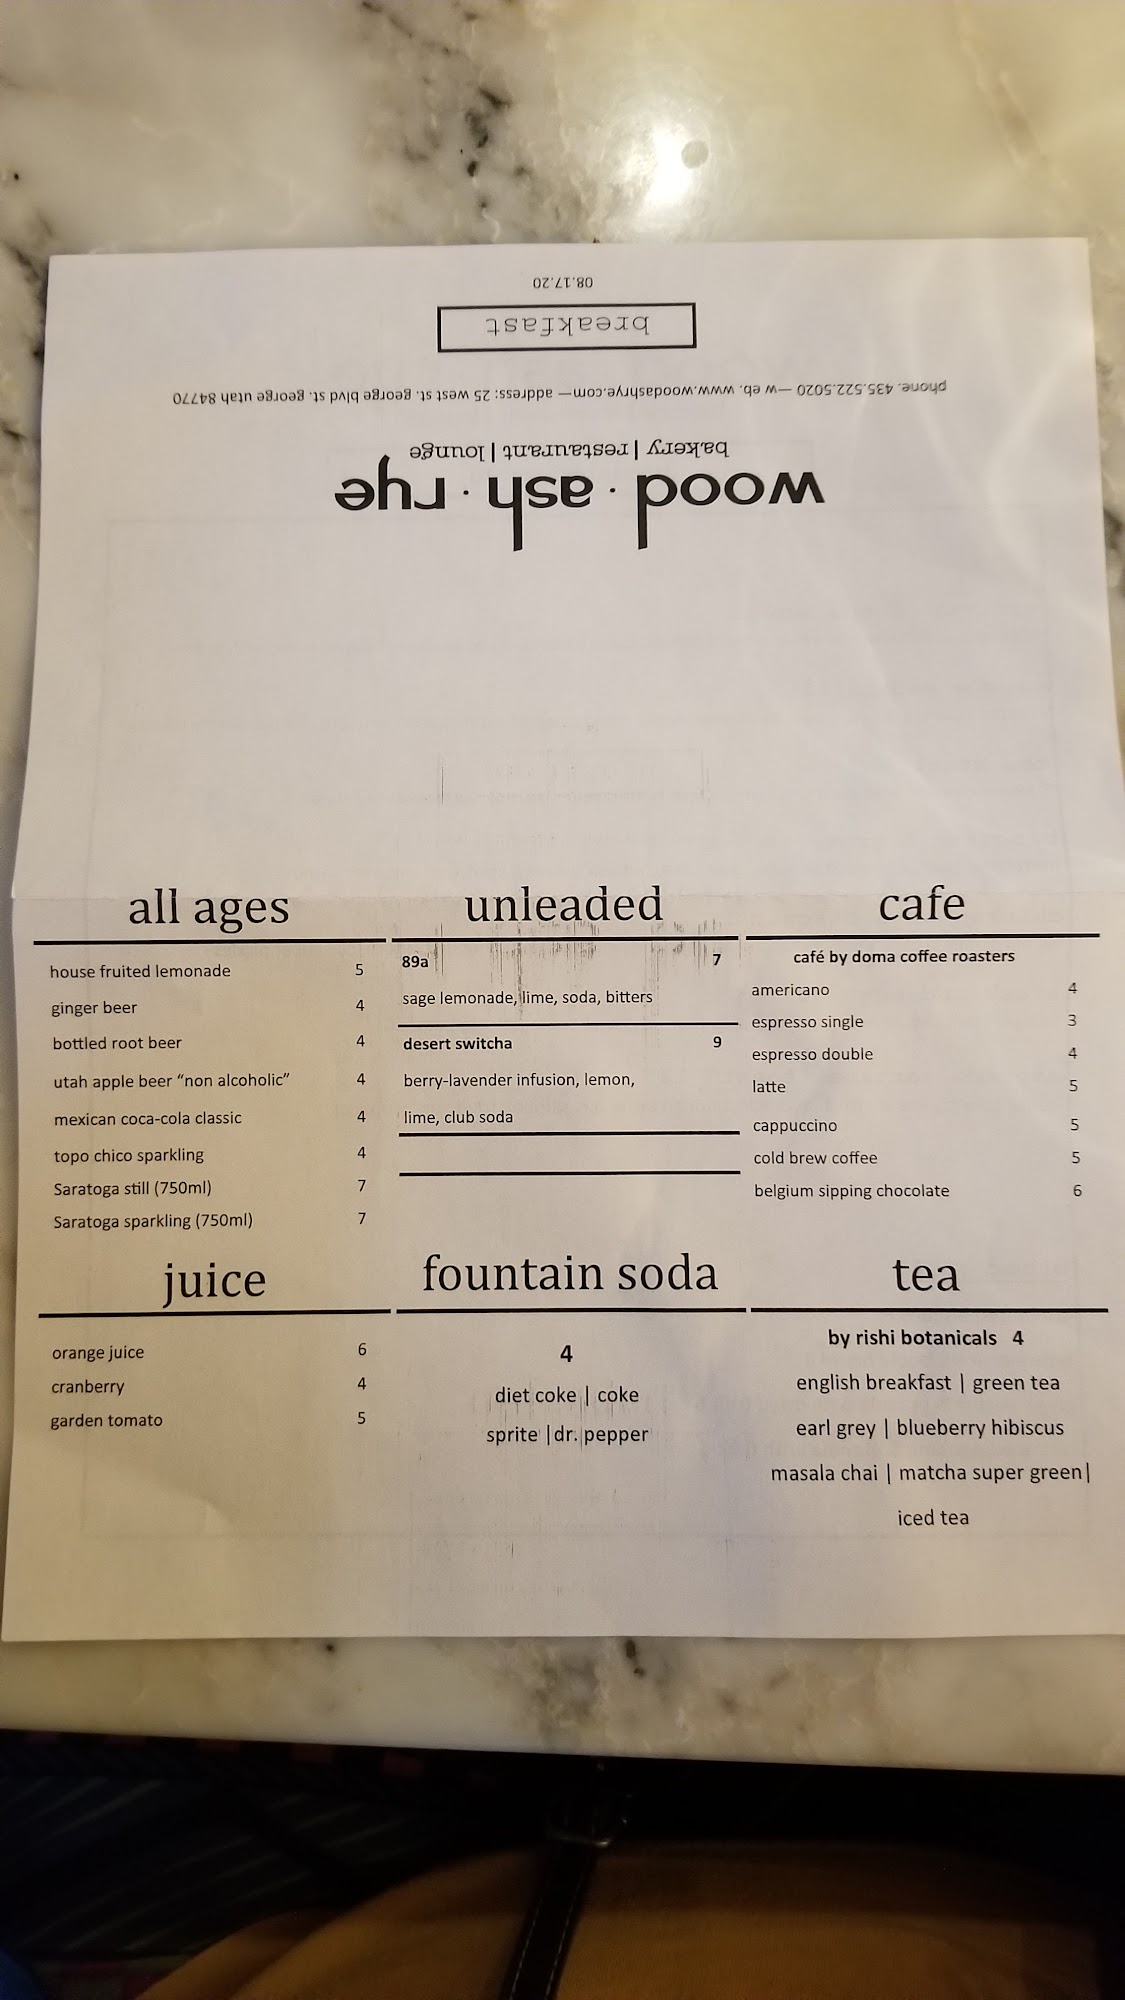 08.17.20
breakfast
phone. 435.522.5020 —w eb. www.woodashrye.com— address: 25 west st. george blvd st. george utah 84770
bakery | restaurant | lounge
wood · ash · rye
all ages
house fruited lemonade 5
ginger beer 4
bottled root beer 4
utah apple beer “non alcoholic” 4
mexican coca-cola classic 4
topo chico sparkling 4
Saratoga still (750ml) 7
Saratoga sparkling (750ml) 7
unleaded
89a 7
sage lemonade, lime, soda, bitters
desert switcha 9
berry-lavender infusion, lemon,
lime, club soda
cafe
café by doma coffee roasters
americano 4
espresso single 3
espresso double 4
latte 5
cappuccino 5
cold brew coffee 5
belgium sipping chocolate 6
juice
orange juice 6
cranberry 4
garden tomato 5
fountain soda
4
diet coke | coke
sprite |dr. pepper
tea
by rishi botanicals 4
english breakfast | green tea
earl grey | blueberry hibiscus
masala chai | matcha super green|
iced tea